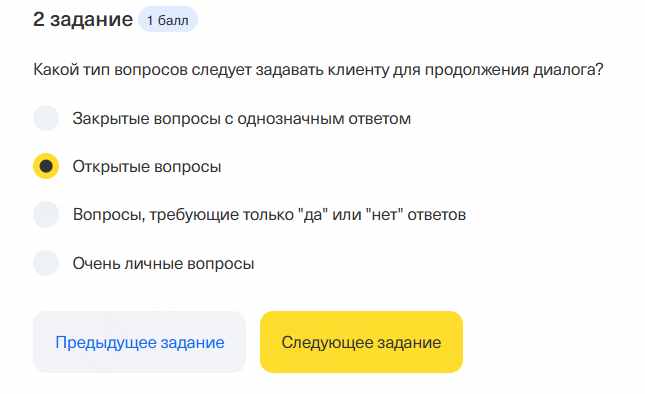 2 задание 1 балл
Какой тип вопросов следует задавать клиенту для продолжения диалога?
Закрытые вопросы с однозначным ответом
Открытые вопросы
Вопросы, требующие только "да" или "нет" ответов
Очень личные вопросы
Предыдущее задание Следующее задание